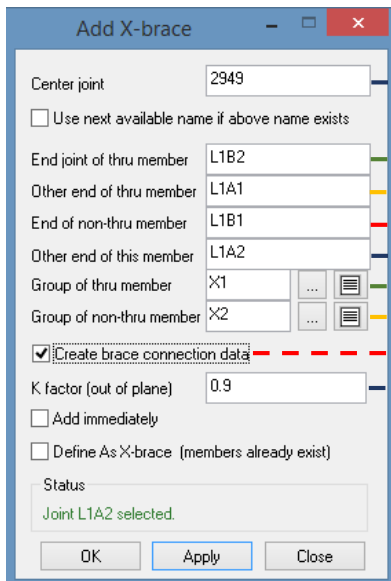 Add X-brace
Center joint 2949
Use next available name if above name exists
End joint of thru member L1B2
Other end of thru member L1A1
End of non-thru member L1B1
Other end of this member L1A2
Group of thru member X1 ...
Group of non-thru member X2 ...
Create brace connection data
K factor (out of plane) 0.9
Add immediately
Define As X-brace (members already exist)
Status
Joint L1A2 selected.
OK Apply Close